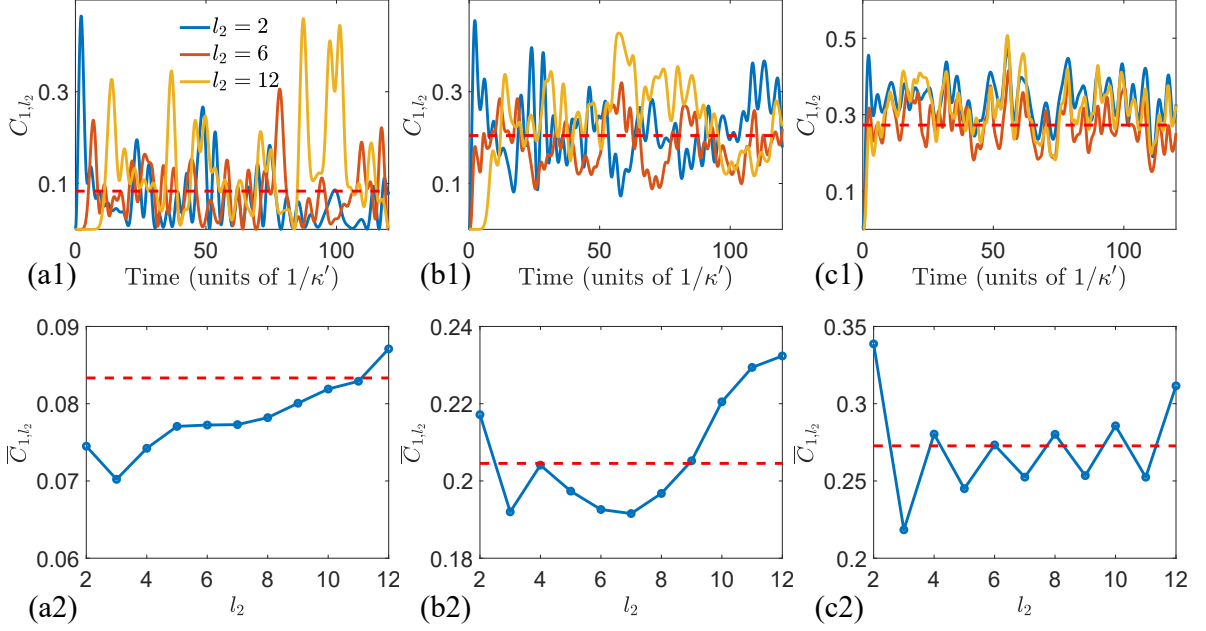 C₁,ₗ₂
0.5
0.3
0.1
l₂ = 2
l₂ = 6
l₂ = 12
0 50 100
Time (units of 1/κ′)
(a1)
C₁,ₗ₂
0.5
0.3
0.1
0 50 100
Time (units of 1/κ′)
(b1)
C₁,ₗ₂
0.5
0.3
0.1
0 50 100
Time (units of 1/κ′)
(c1)
C̅₁,ₗ₂
0.09
0.08
0.07
0.06
2 4 6 8 10 12
l₂
(a2)
C̅₁,ₗ₂
0.24
0.22
0.2
0.18
2 4 6 8 10 12
l₂
(b2)
C̅₁,ₗ₂
0.35
0.3
0.25
0.2
2 4 6 8 10 12
l₂
(c2)